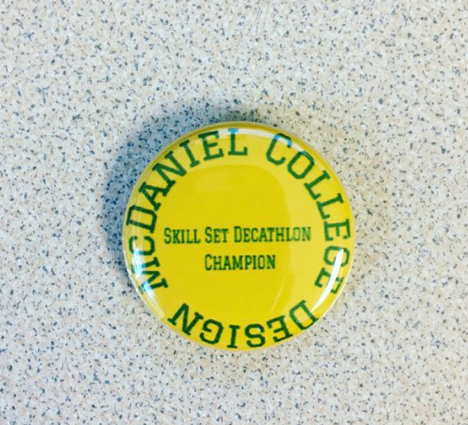 McDaniel College Design
Skill Set Decathlon
Champion